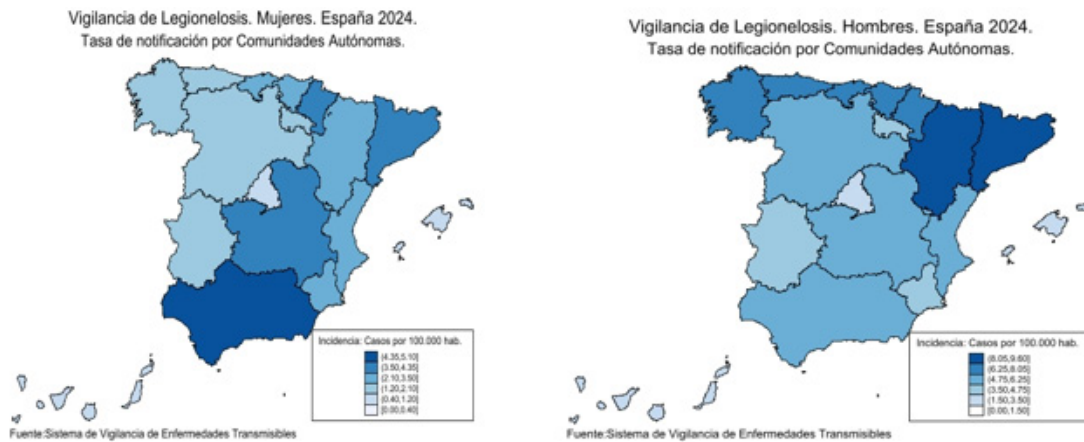 Vigilancia de Legionelosis. Mujeres. España 2024.
Tasa de notificación por Comunidades Autónomas.
Incidencia: Casos por 100.000 hab.
(4.35,5.10]
(3.50,4.35]
(2.10,3.50]
(1.20,2.10]
(0.40,1.20]
[0.00,0.40]
Fuente:Sistema de Vigilancia de Enfermedades Transmisibles
Vigilancia de Legionelosis. Hombres. España 2024.
Tasa de notificación por Comunidades Autónomas.
Incidencia: Casos por 100.000 hab.
(8.05,9.60]
(6.25,8.05]
(4.75,6.25]
(3.50,4.75]
(1.50,3.50]
[0.00,1.50]
Fuente:Sistema de Vigilancia de Enfermedades Transmisibles